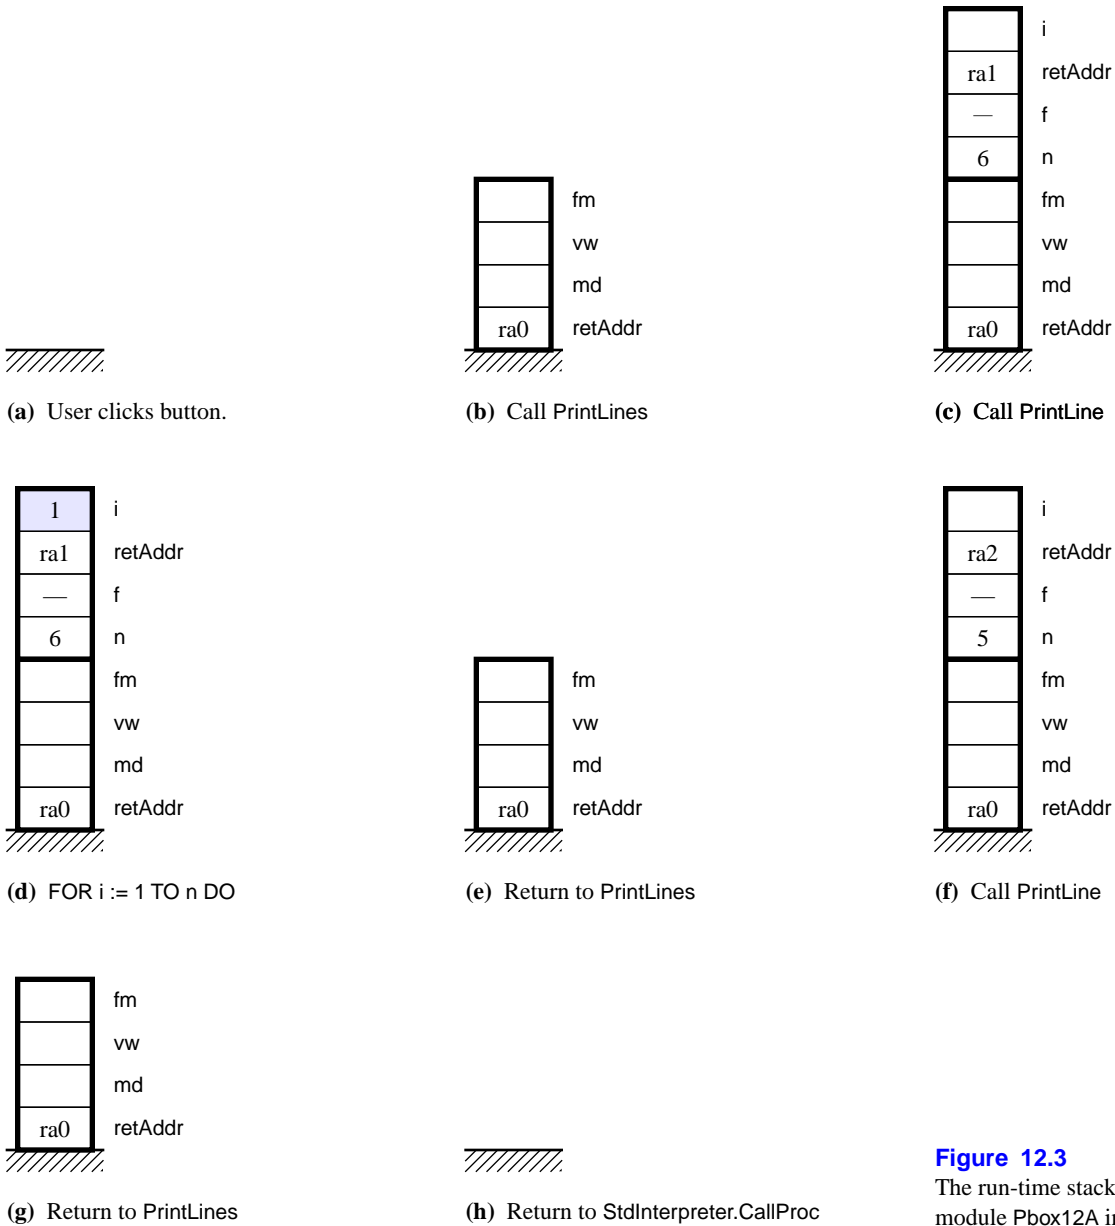 i
ra1 retAddr
— f
6 n
fm
vw
md
ra0 retAddr
fm
vw
md
ra0 retAddr
(a) User clicks button.
(b) Call PrintLines
(c) Call PrintLine
1 i
ra1 retAddr
— f
6 n
fm
vw
md
ra0 retAddr
(d) FOR i := 1 TO n DO
fm
vw
md
ra0 retAddr
(e) Return to PrintLines
i
ra2 retAddr
— f
5 n
fm
vw
md
ra0 retAddr
(f) Call PrintLine
fm
vw
md
ra0 retAddr
(g) Return to PrintLines
(h) Return to StdInterpreter.CallProc
Figure 12.3
The run-time stack
module Pbox12A